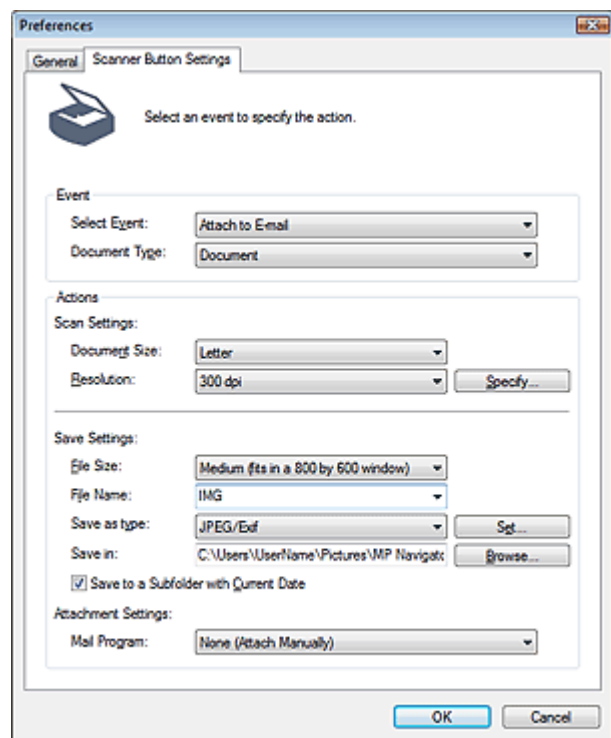 Preferences
General Scanner Button Settings
Select an event to specify the action.
Event
Select Event: Attach to E-mail
Document Type: Document
Actions
Scan Settings:
Document Size: Letter
Resolution: 300 dpi Specify...
Save Settings:
File Size: Medium (fits in a 800 by 600 window)
File Name: IMG
Save as type: JPEG/Exif Set...
Save in: C:\Users\UserName\Pictures\MP Navigato Browse...
Save to a Subfolder with Current Date
Attachment Settings:
Mail Program: None (Attach Manually)
OK Cancel